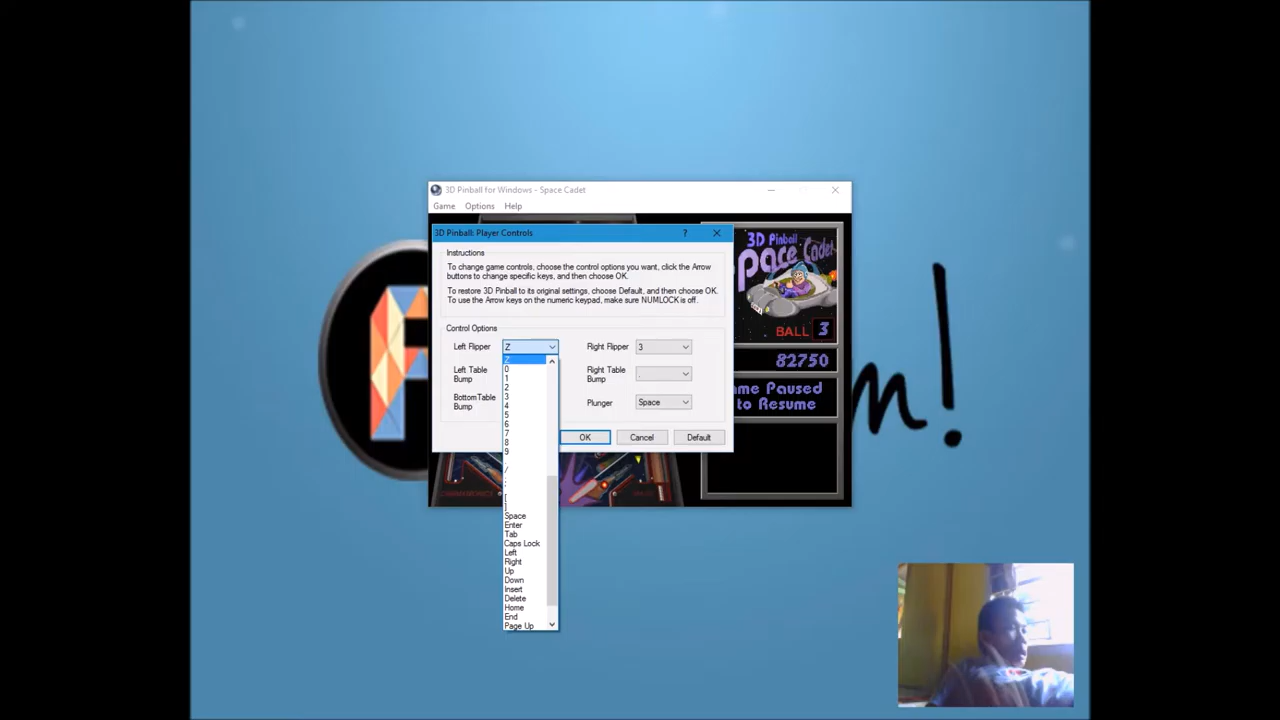 3D Pinball for Windows - Space Cadet
Game Options Help
3D Pinball: Player Controls
?
Instructions
To change game controls, choose the control options you want, click the Arrow
buttons to change specific keys, and then choose OK.
To restore 3D Pinball to its original settings, choose Default, and then choose OK.
To use the Arrow keys on the numeric keypad, make sure NUMLOCK is off.
Control Options
Left Flipper Z
Right Flipper 3
Left Table
Bump
Right Table
Bump .
BottomTable
Bump
Plunger Space
OK Cancel Default
Z
0
1
2
3
4
5
6
7
8
9
/
;
[
]
Space
Enter
Tab
Caps Lock
Left
Right
Up
Down
Insert
Delete
Home
End
Page Up
3D Pinball
Space Cadet
BALL 3
82750
me Paused
to Resume
m!